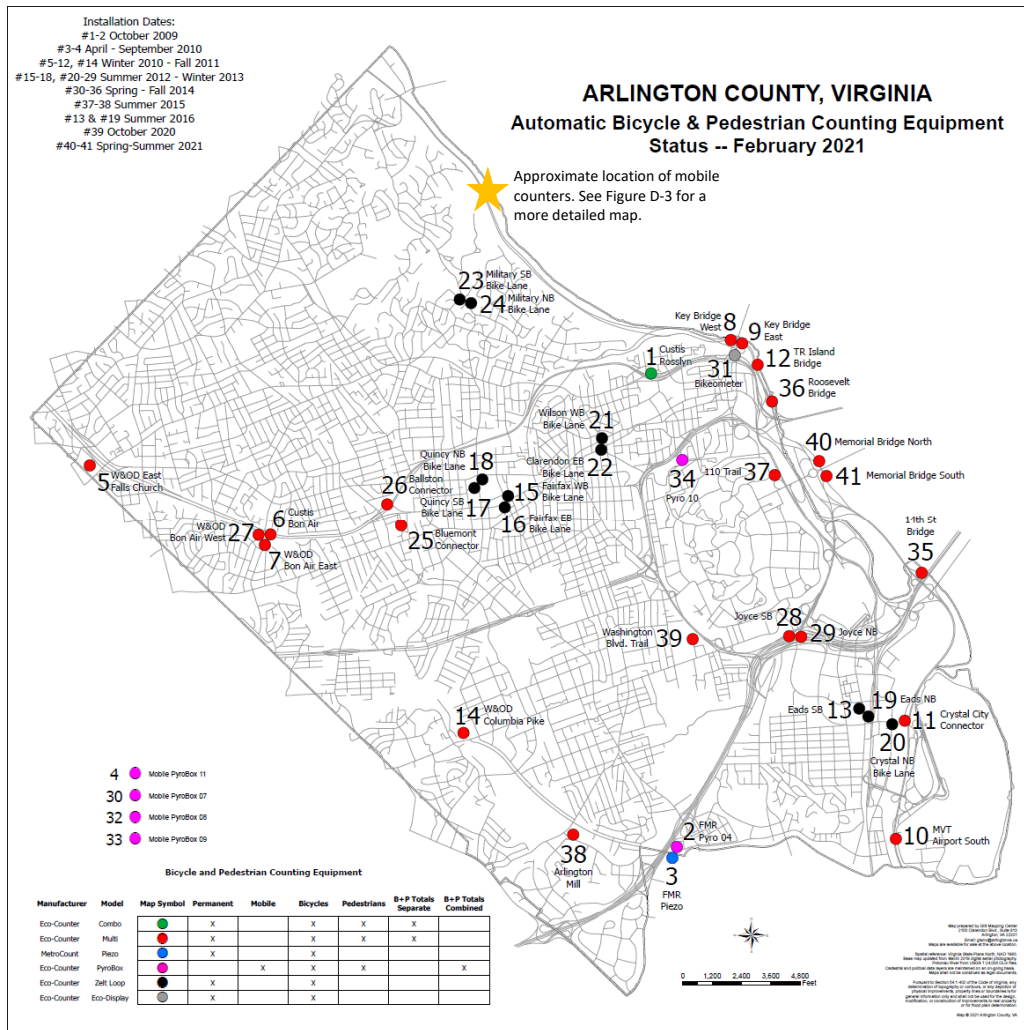 Installation Dates:
#1-2 October 2009
#3-4 April - September 2010
#5-12, #14 Winter 2010 - Fall 2011
#15-18, #20-29 Summer 2012 - Winter 2013
#30-36 Spring - Fall 2014
#37-38 Summer 2015
#13 & #19 Summer 2016
#39 October 2020
#40-41 Spring-Summer 2021
ARLINGTON COUNTY, VIRGINIA
Automatic Bicycle & Pedestrian Counting Equipment
Status -- February 2021
Approximate location of mobile
counters. See Figure D-3 for a
more detailed map.
23 Military SB
Bike Lane
24 Military NB
Bike Lane
Key Bridge
West
8
9 Key Bridge
East
1 Custis
Rosslyn
31
Bikeometer
12 TR Island
Bridge
36 Roosevelt
Bridge
Wilson WB
Bike Lane
21
Clarendon EB
Bike Lane
22
40 Memorial Bridge North
41 Memorial Bridge South
34
Pyro 10
110 Trail 37
Quincy NB
Bike Lane
18
Quincy SB
Bike Lane
17
15 Fairfax WB
Bike Lane
16 Fairfax EB
Bike Lane
26 Ballston
Connector
25 Bluemont
Connector
5 W&OD East
Falls Church
6 Custis
Bon Air
W&OD
Bon Air West
27
7 W&OD
Bon Air East
14th St
Bridge
35
Joyce SB 28
29 Joyce NB
Washington
Blvd. Trail
39
14 W&OD
Columbia Pike
Eads SB 13
19 Eads NB
11 Crystal City
Connector
20
Crystal NB
Bike Lane
10 MVT
Airport South
2 FMR
Pyro 04
3
FMR
Piezo
38
Arlington
Mill
4 Mobile PyroBox 11
30 Mobile PyroBox 07
32 Mobile PyroBox 08
33 Mobile PyroBox 09
Bicycle and Pedestrian Counting Equipment
Manufacturer Model Map Symbol Permanent Mobile Bicycles Pedestrians B+P Totals Separate B+P Totals Combined
Eco-Counter Combo X X X X
Eco-Counter Multi X X X X
MetroCount Piezo X X
Eco-Counter PyroBox X X X X
Eco-Counter Zelt Loop X X
Eco-Counter Eco-Display X X
0 1,200 2,400 3,600 4,800
Feet
Map prepared by GIS Mapping Center
Map © 2021 Arlington County, VA